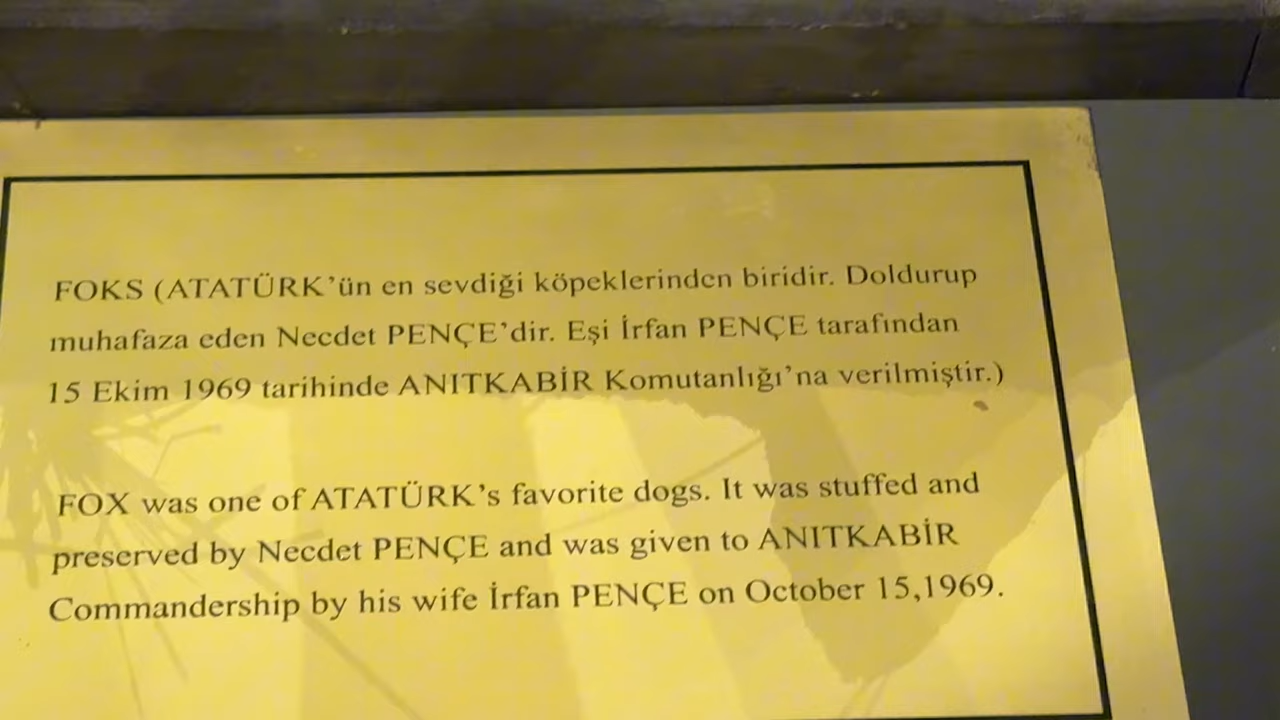 FOKS (ATATÜRK'ün en sevdiği köpeklerinden biridir. Doldurup
muhafaza eden Necdet PENÇE'dir. Eşi İrfan PENÇE tarafından
15 Ekim 1969 tarihinde ANITKABİR Komutanlığı'na verilmiştir.)
FOX was one of ATATÜRK's favorite dogs. It was stuffed and
preserved by Necdet PENÇE and was given to ANITKABİR
Commandership by his wife İrfan PENÇE on October 15,1969.